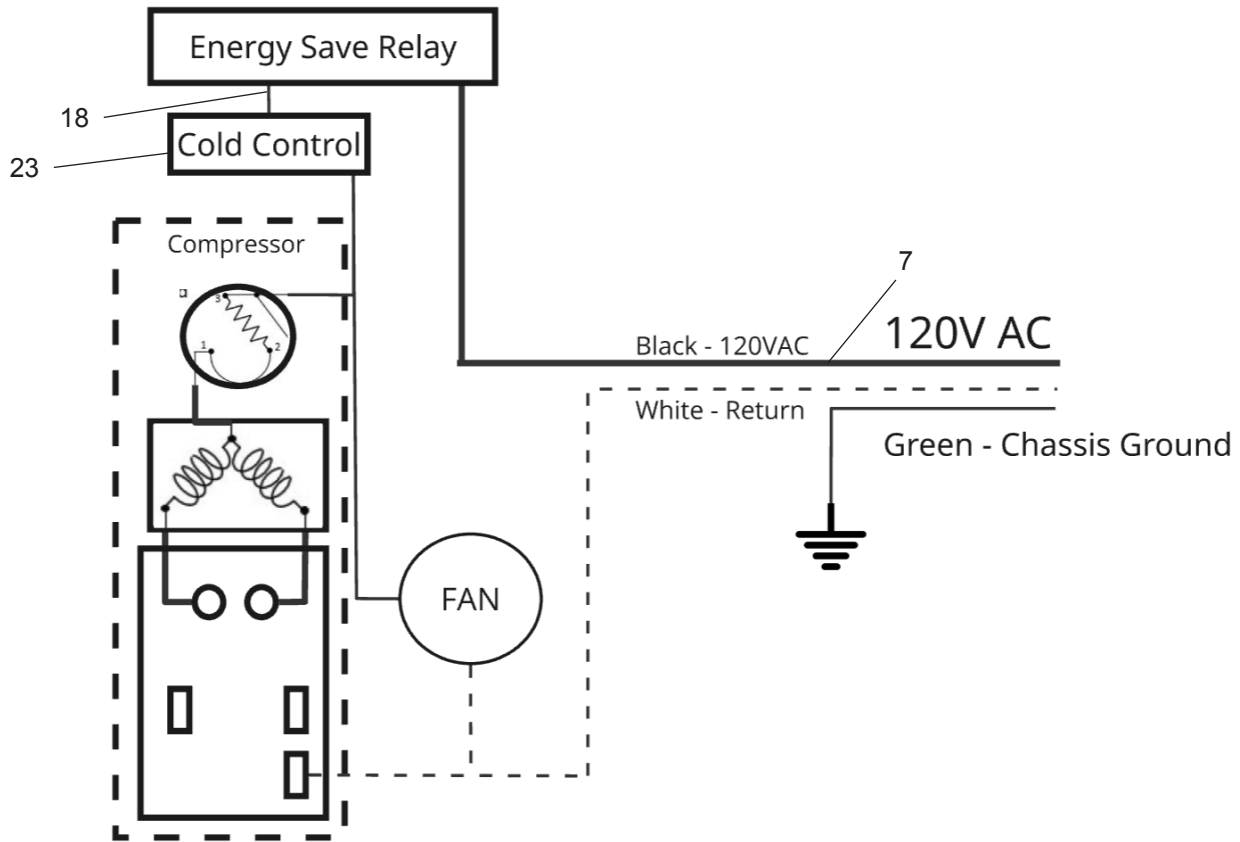 Energy Save Relay
18
Cold Control
23
Compressor
3
1
2
7
Black - 120VAC
120V AC
White - Return
Green - Chassis Ground
FAN